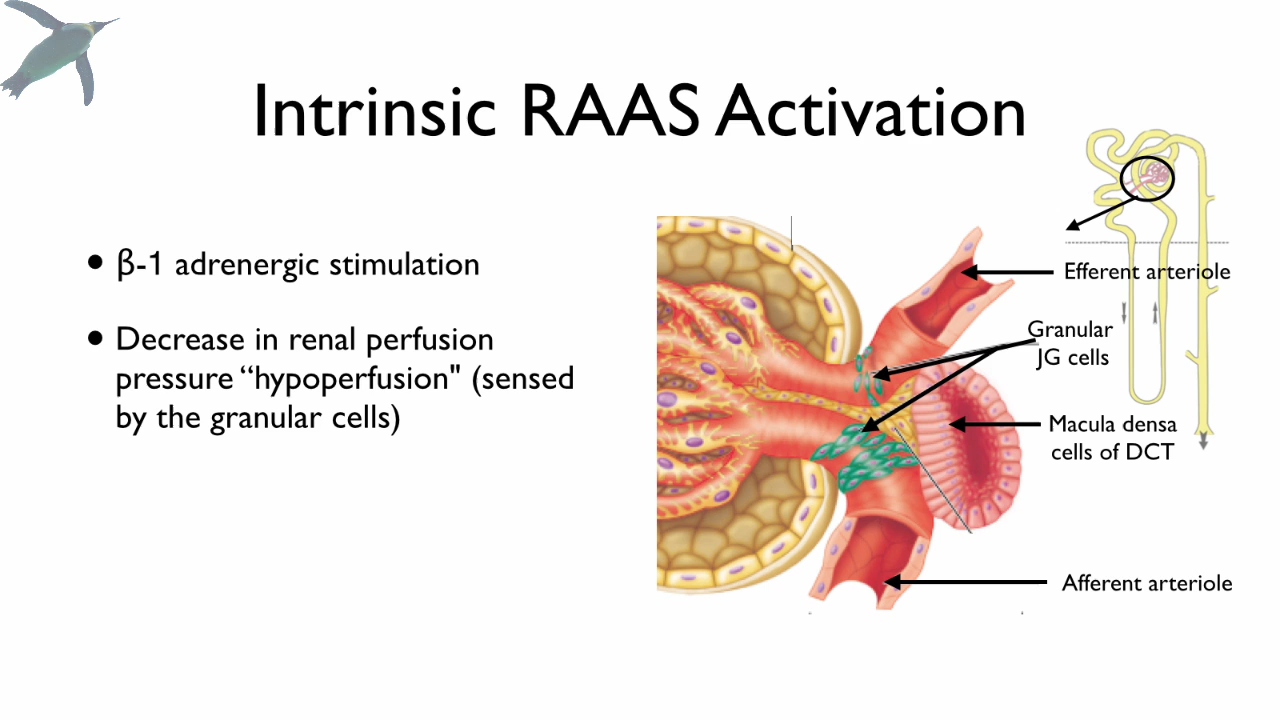 Intrinsic RAAS Activation
• β-1 adrenergic stimulation
• Decrease in renal perfusion
pressure “hypoperfusion" (sensed
by the granular cells)
Efferent arteriole
Granular
JG cells
Macula densa
cells of DCT
Afferent arteriole